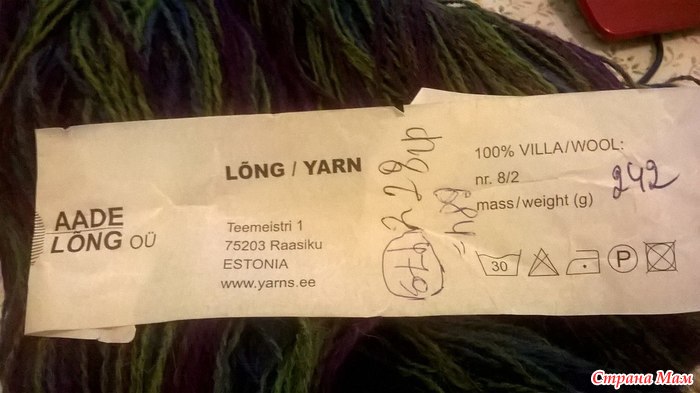 AADE
LÕNG OÜ
LÕNG / YARN
Teemeistri 1
75203 Raasiku
ESTONIA
www.yarns.ee
684=
100% VILLA/WOOL:
nr. 8/2
mass/weight (g) 242
30
P
Страна Мам